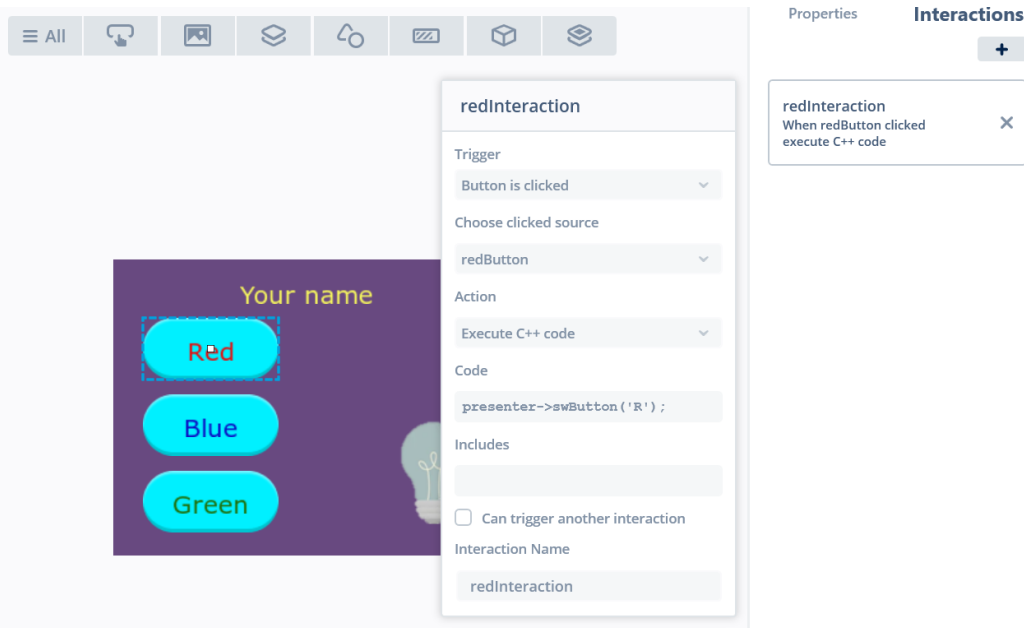 All
Properties
Interactions
+
redInteraction
When redButton clicked
execute C++ code
redInteraction
Trigger
Button is clicked
Choose clicked source
redButton
Action
Execute C++ code
Code
presenter->swButton('R');
Includes
Can trigger another interaction
Interaction Name
redInteraction
Your name
Red
Blue
Green